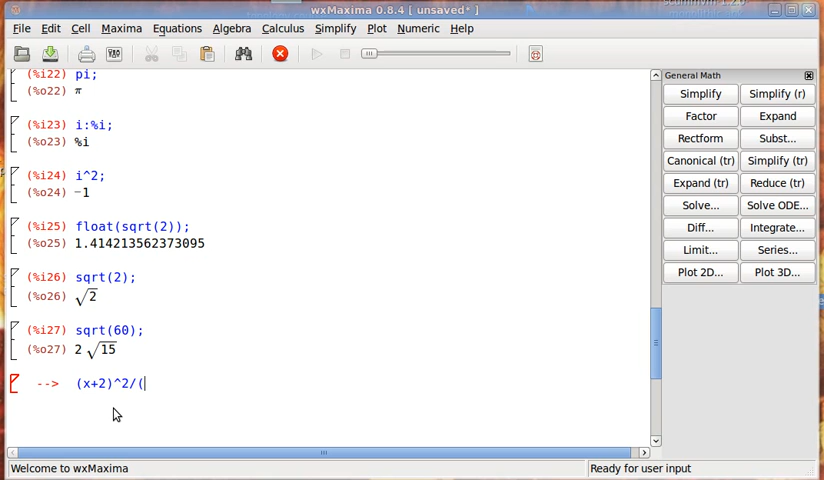 wxMaxima 0.8.4 [ unsaved* ]
File Edit Cell Maxima Equations Algebra Calculus Simplify Plot Numeric Help
(%i22) pi;
(%o22) π
(%i23) i:%i;
(%o23) %i
(%i24) i^2;
(%o24) -1
(%i25) float(sqrt(2));
(%o25) 1.414213562373095
(%i26) sqrt(2);
(%o26) √2
(%i27) sqrt(60);
(%o27) 2 √15
--> (x+2)^2/(
General Math
Simplify Simplify (r)
Factor Expand
Rectform Subst...
Canonical (tr) Simplify (tr)
Expand (tr) Reduce (tr)
Solve... Solve ODE...
Diff... Integrate...
Limit... Series...
Plot 2D... Plot 3D...
Welcome to wxMaxima Ready for user input